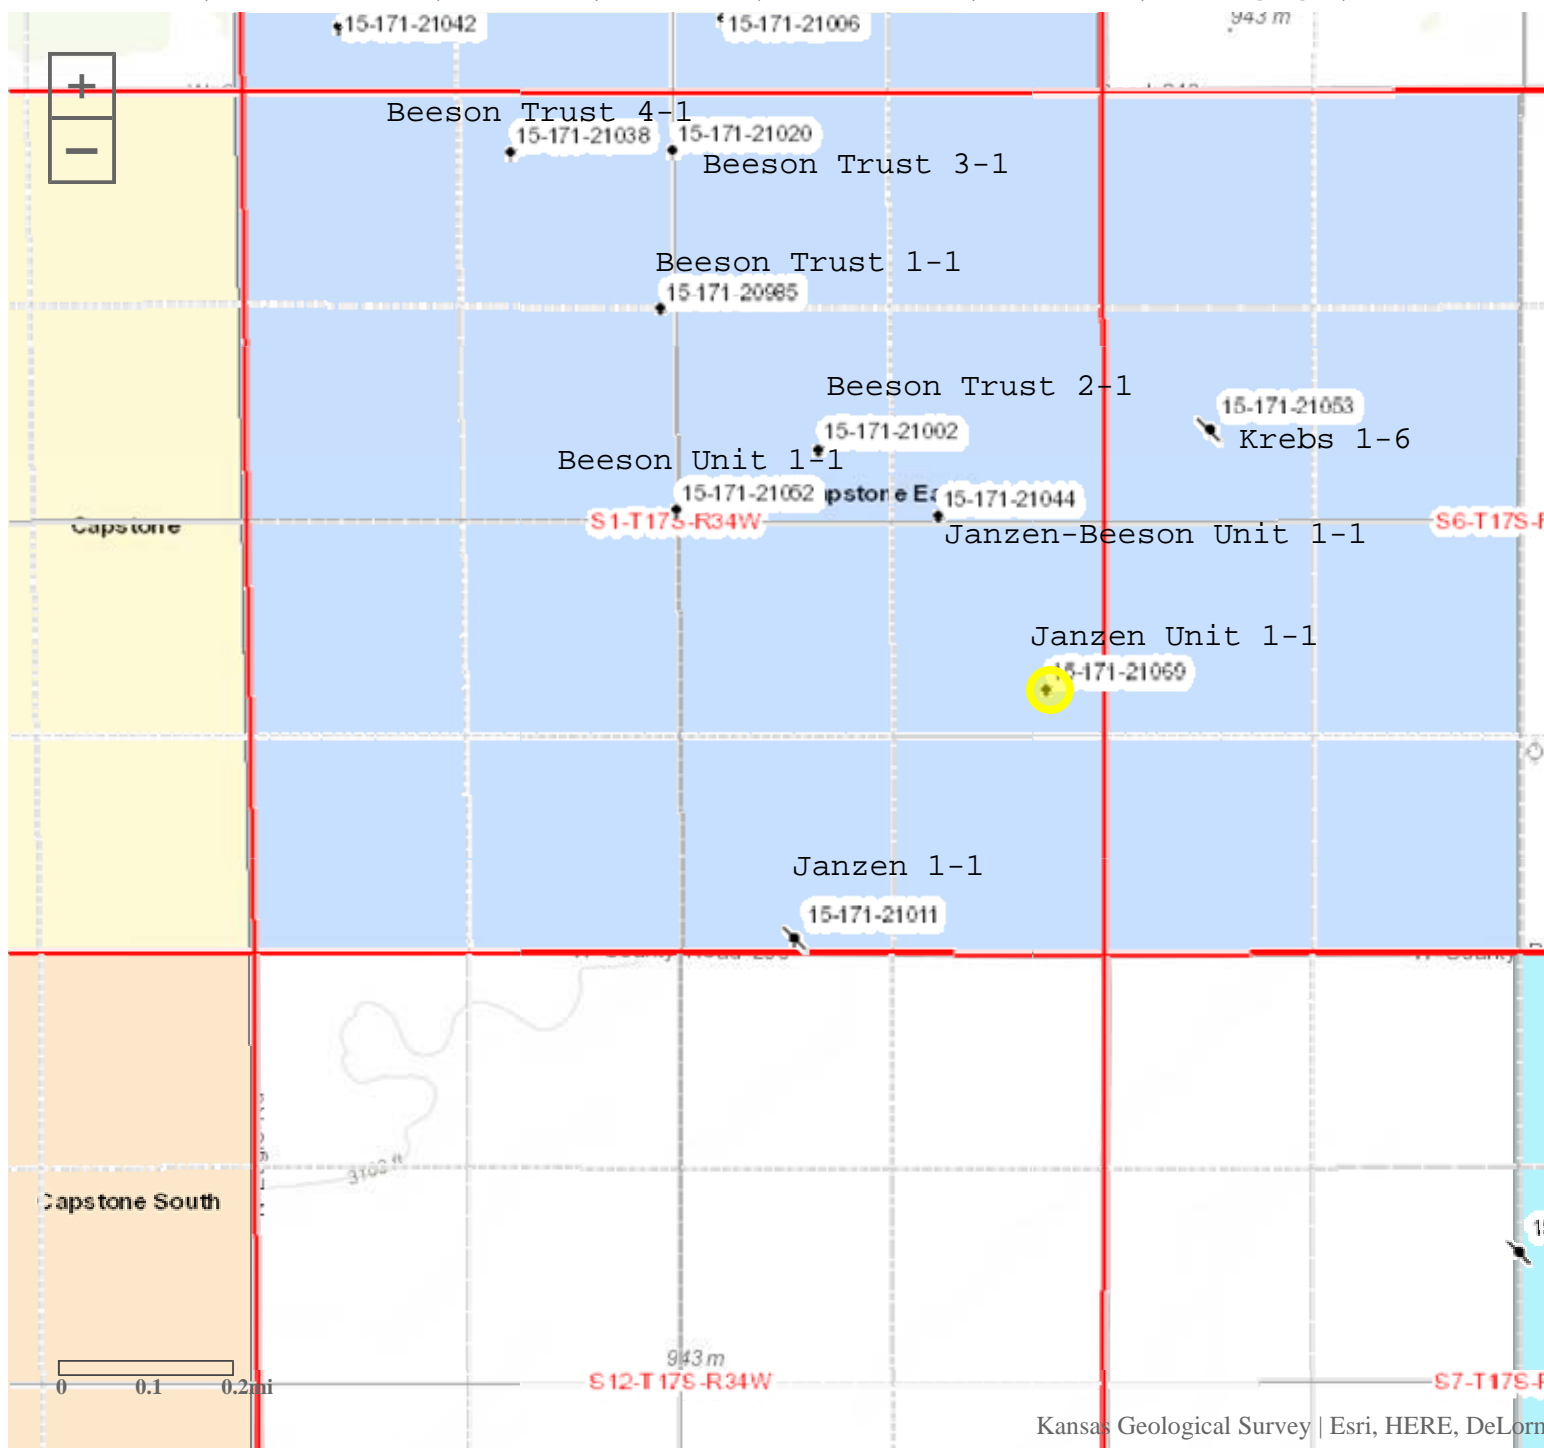 15-171-21042
15-171-21006
943 m
+
Beeson Trust 4-1
15-171-21038
15-171-21020
Beeson Trust 3-1
−
Beeson Trust 1-1
15-171-20985
Beeson Trust 2-1
15-171-21053
Krebs 1-6
15-171-21002
Beeson Unit 1-1
15-171-21052
15-171-21044
Capstone
S1-T17S-R34W
S6-T17S-R
Janzen-Beeson Unit 1-1
Janzen Unit 1-1
15-171-21069
Janzen 1-1
15-171-21011
3100 ft
Capstone South
943 m
S12-T17S-R34W
S7-T17S-R
0 0.1 0.2mi
Kansas Geological Survey | Esri, HERE, DeLorm